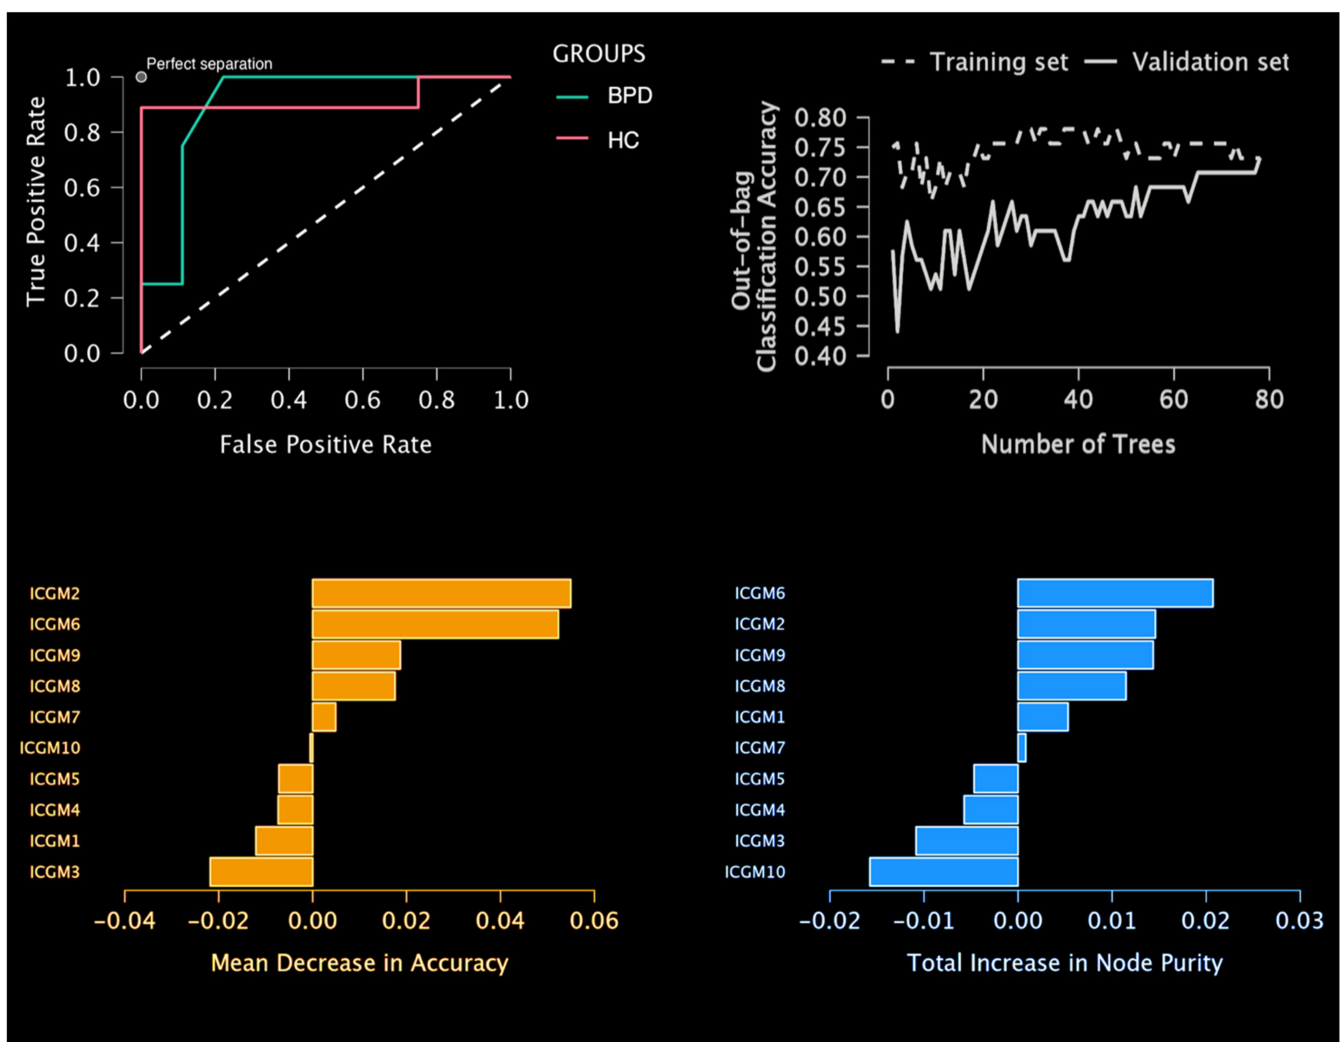 Perfect separation
1.0
0.8
0.6
0.4
0.2
0.0
True Positive Rate
0.0 0.2 0.4 0.6 0.8 1.0
False Positive Rate
GROUPS
BPD
HC
Training set Validation set
0.80
0.75
0.70
0.65
0.60
0.55
0.50
0.45
0.40
Out-of-bag
Classification Accuracy
0 20 40 60 80
Number of Trees
ICGM2
ICGM6
ICGM9
ICGM8
ICGM7
ICGM10
ICGM5
ICGM4
ICGM1
ICGM3
−0.04 −0.02 0.00 0.02 0.04 0.06
Mean Decrease in Accuracy
ICGM6
ICGM2
ICGM9
ICGM8
ICGM1
ICGM7
ICGM5
ICGM4
ICGM3
ICGM10
−0.02 −0.01 0.00 0.01 0.02 0.03
Total Increase in Node Purity